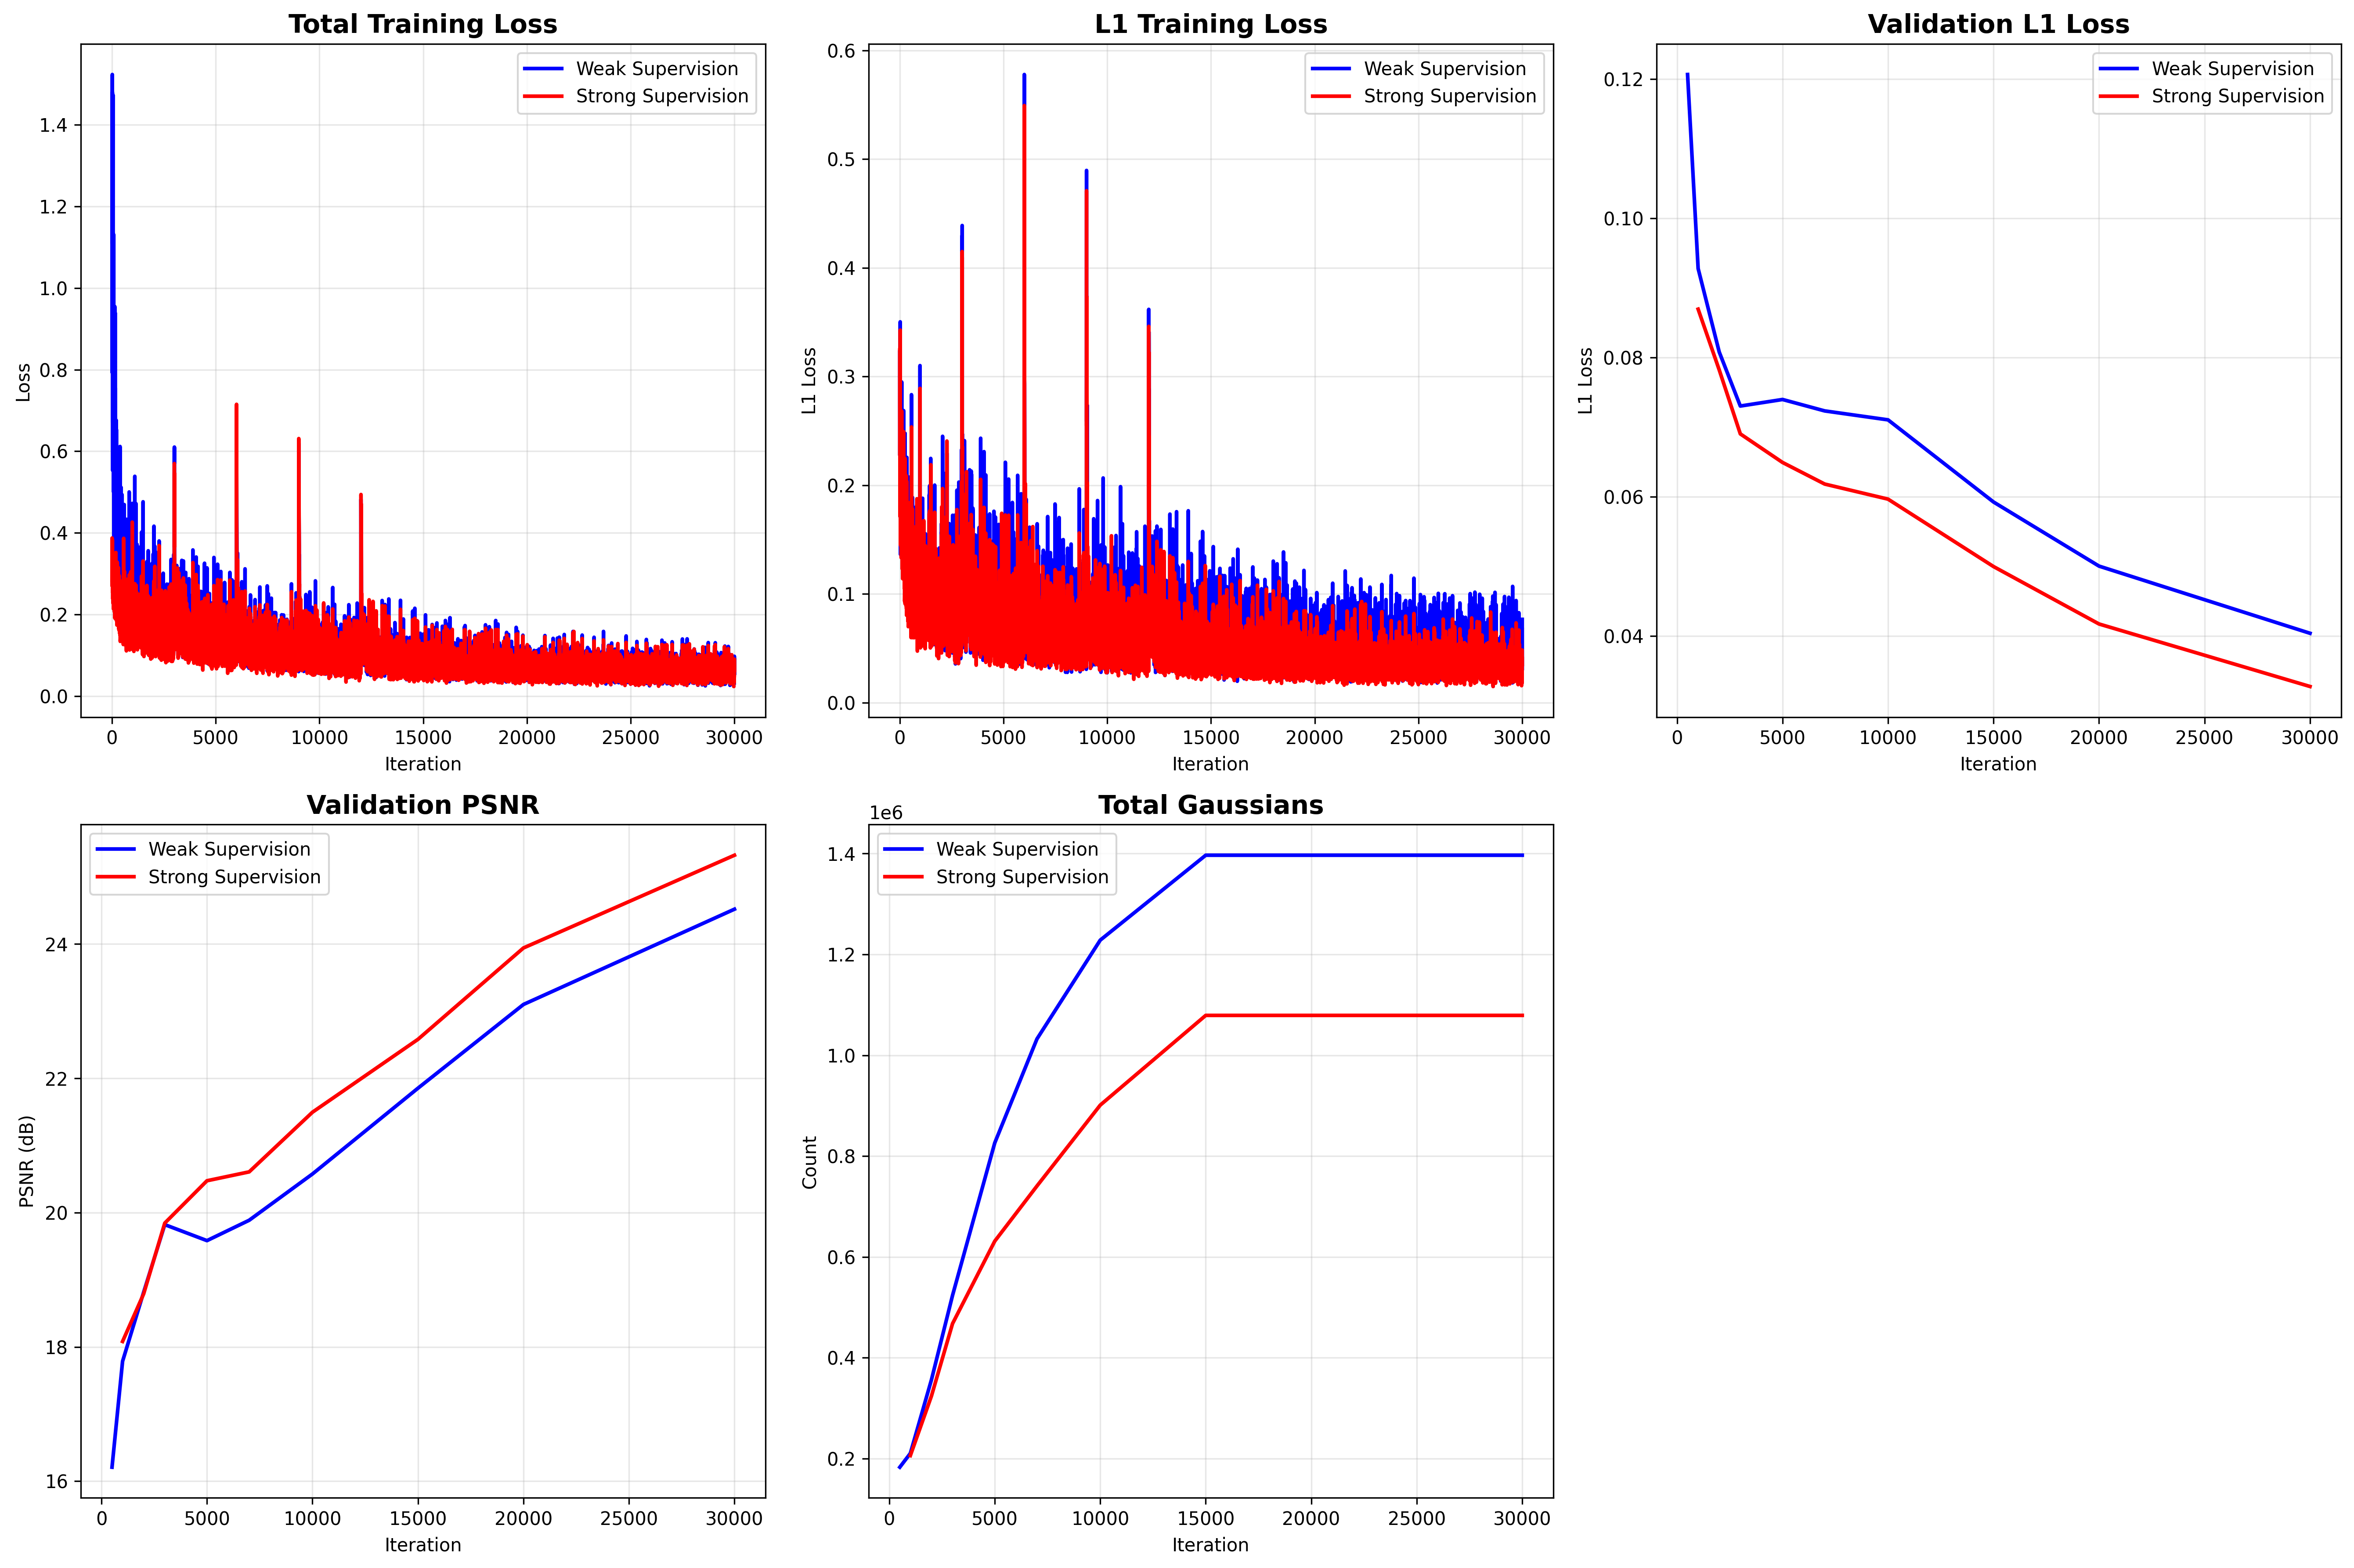 Total Training Loss
Weak Supervision
Strong Supervision
Loss
1.4
1.2
1.0
0.8
0.6
0.4
0.2
0.0
0 5000 10000 15000 20000 25000 30000
Iteration
L1 Training Loss
Weak Supervision
Strong Supervision
L1 Loss
0.6
0.5
0.4
0.3
0.2
0.1
0.0
0 5000 10000 15000 20000 25000 30000
Iteration
Validation L1 Loss
Weak Supervision
Strong Supervision
L1 Loss
0.12
0.10
0.08
0.06
0.04
0 5000 10000 15000 20000 25000 30000
Iteration
Validation PSNR
Weak Supervision
Strong Supervision
PSNR (dB)
24
22
20
18
16
0 5000 10000 15000 20000 25000 30000
Iteration
Total Gaussians
1e6
Weak Supervision
Strong Supervision
Count
1.4
1.2
1.0
0.8
0.6
0.4
0.2
0 5000 10000 15000 20000 25000 30000
Iteration